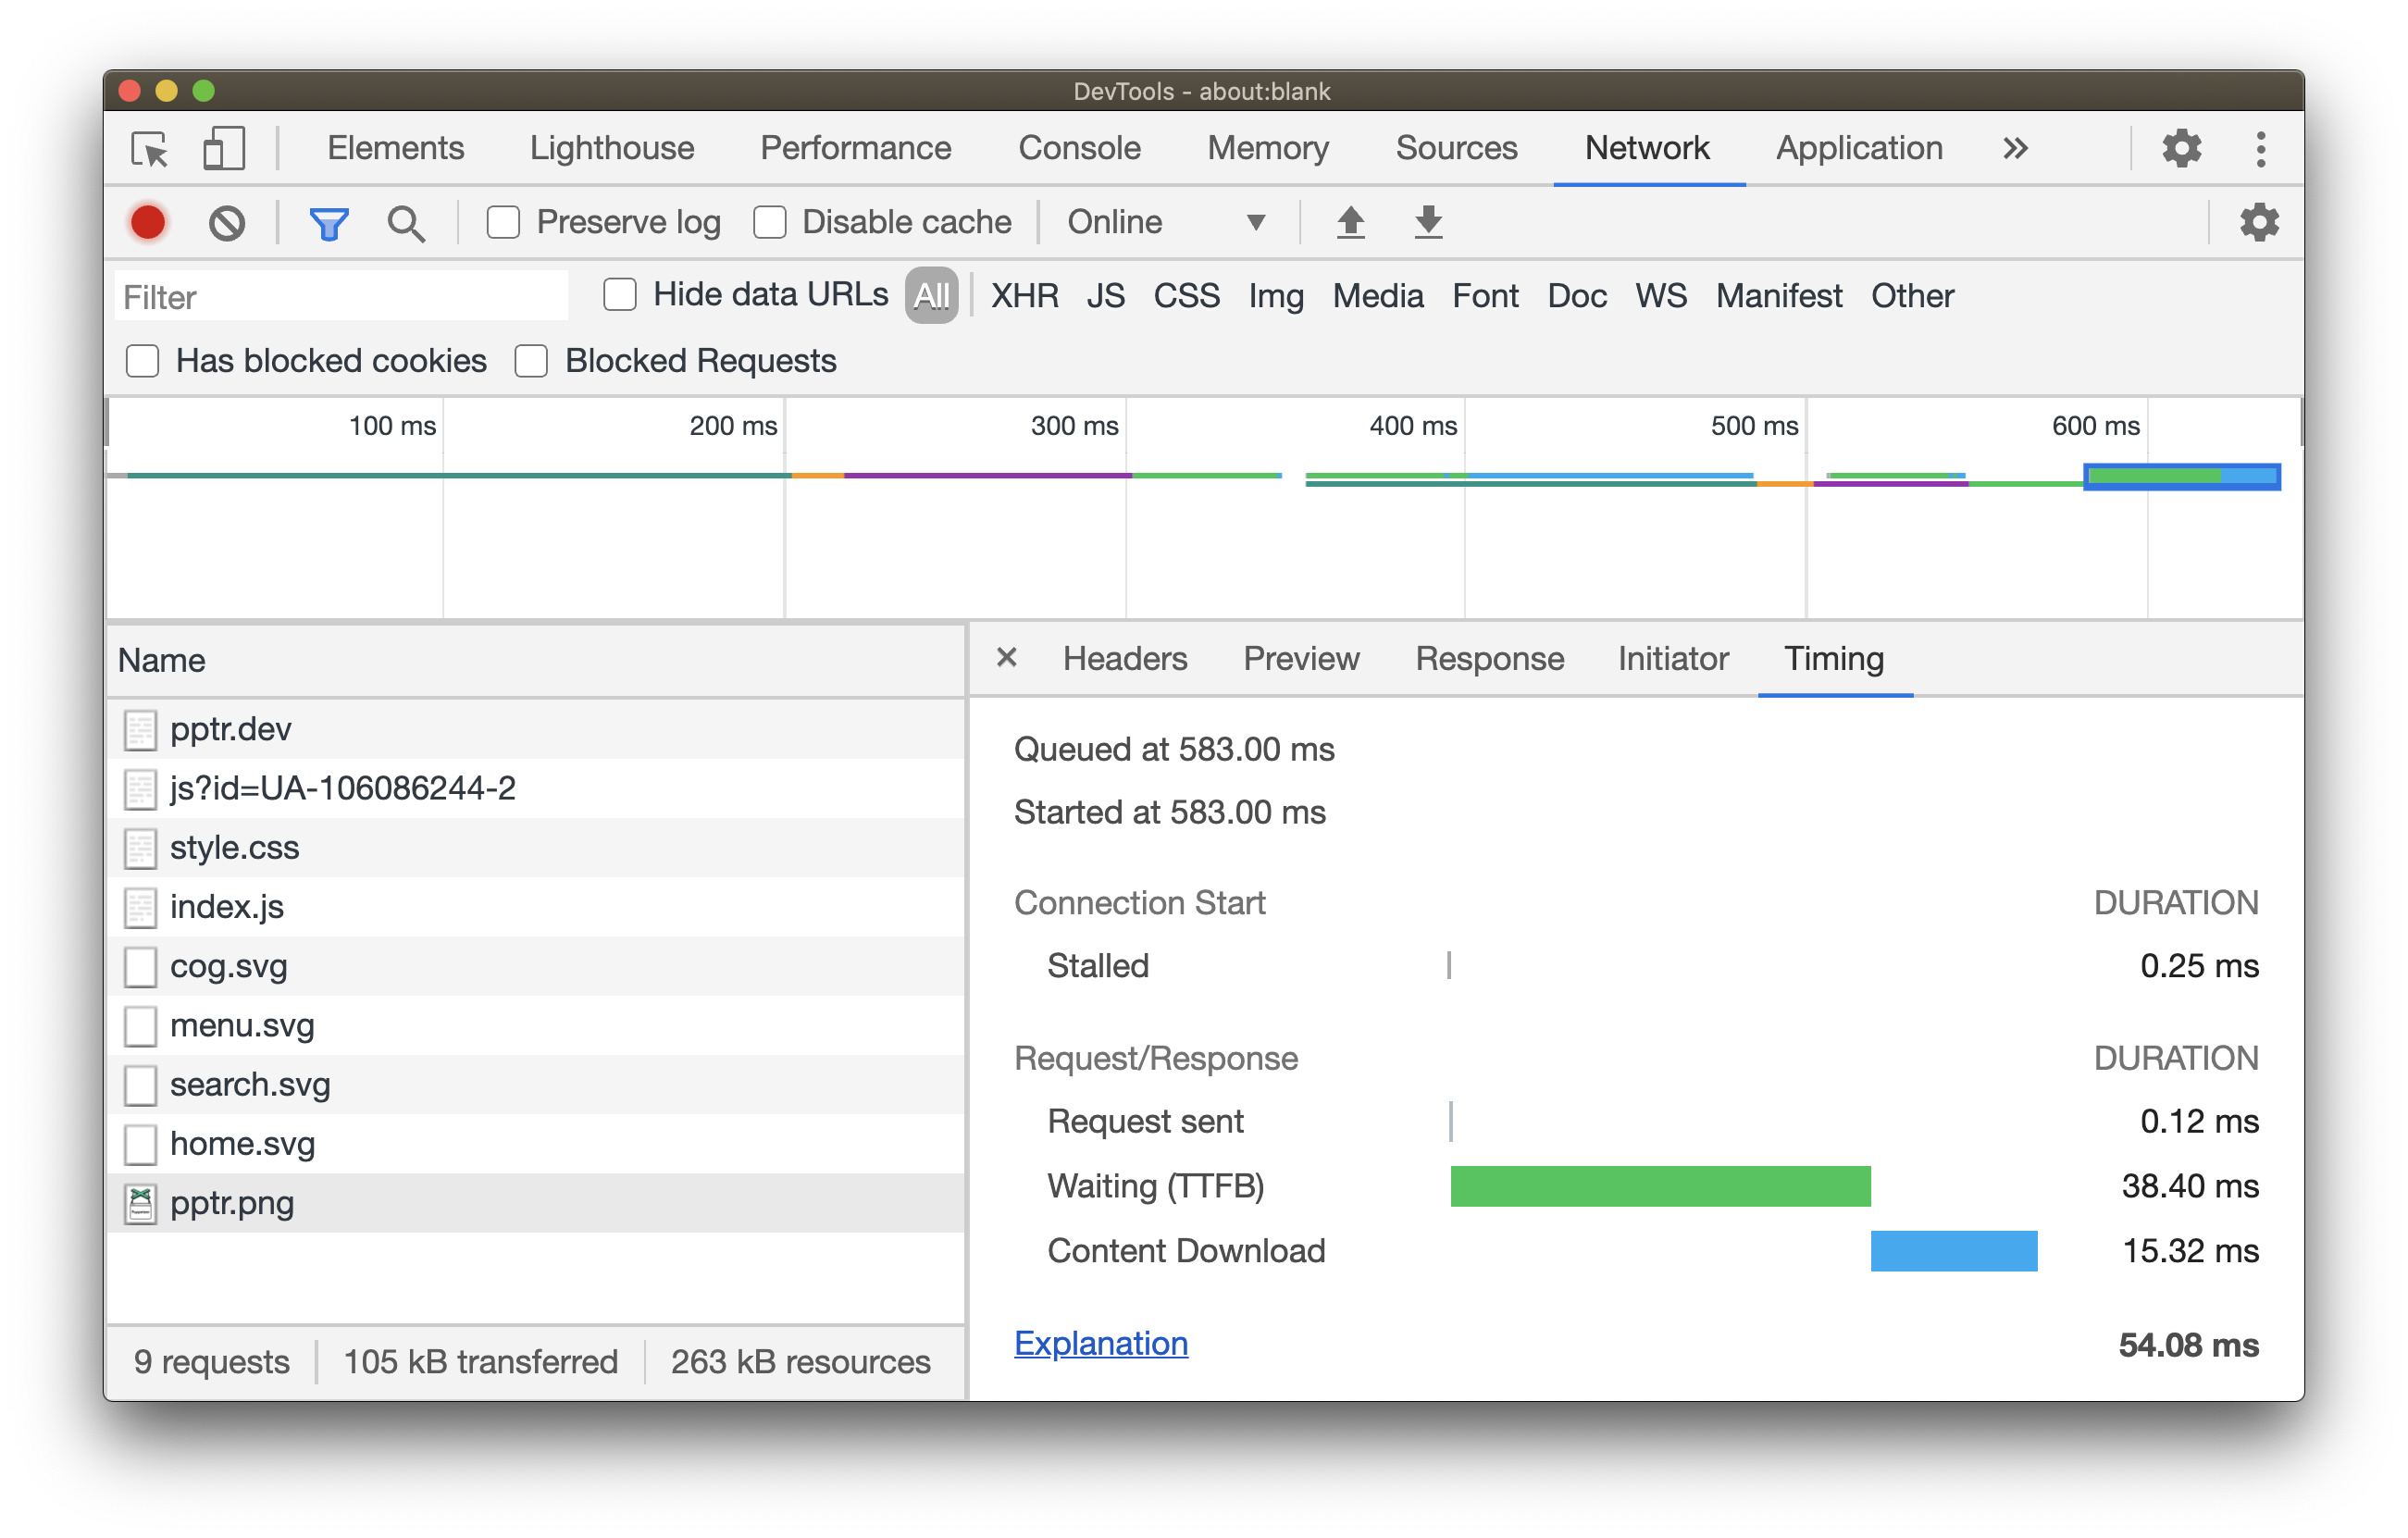 DevTools - about:blank
Elements Lighthouse Performance Console Memory Sources Network Application »
Preserve log Disable cache Online
Filter Hide data URLs All XHR JS CSS Img Media Font Doc WS Manifest Other
Has blocked cookies Blocked Requests
100 ms 200 ms 300 ms 400 ms 500 ms 600 ms
Name
pptr.dev
js?id=UA-106086244-2
style.css
index.js
cog.svg
menu.svg
search.svg
home.svg
pptr.png
9 requests 105 kB transferred 263 kB resources
× Headers Preview Response Initiator Timing
Queued at 583.00 ms
Started at 583.00 ms
Connection Start DURATION
Stalled 0.25 ms
Request/Response DURATION
Request sent 0.12 ms
Waiting (TTFB) 38.40 ms
Content Download 15.32 ms
Explanation 54.08 ms